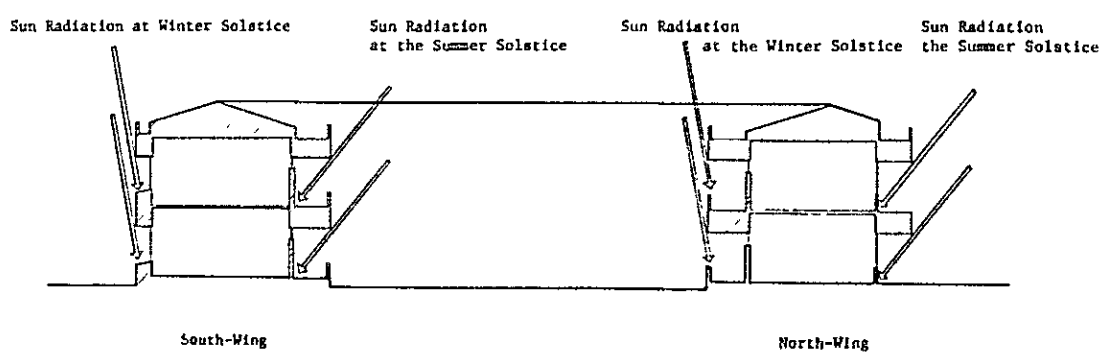 Sun Radiation at Winter Solstice
Sun Radiation
at the Summer Solstice
Sun Radiation
at the Winter Solstice
Sun Radiation
the Summer Solstice
South-Wing
North-Wing